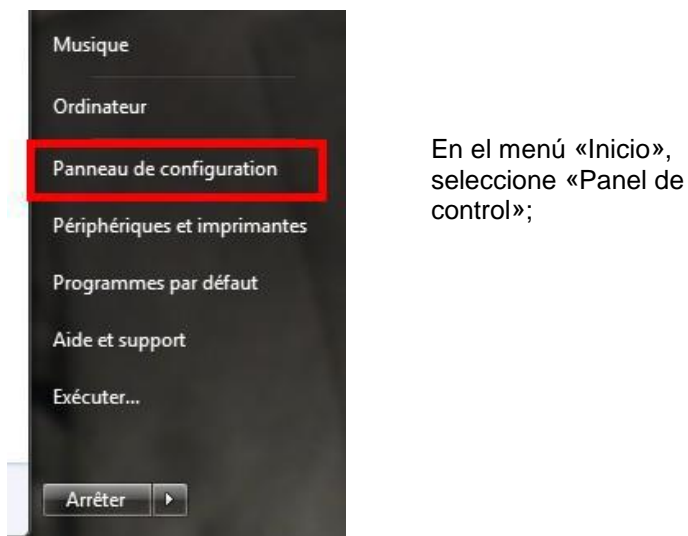 Musique
Ordinateur
Panneau de configuration
Périphériques et imprimantes
Programmes par défaut
Aide et support
Exécuter...
Arrêter
En el menú «Inicio»,
seleccione «Panel de
control»;